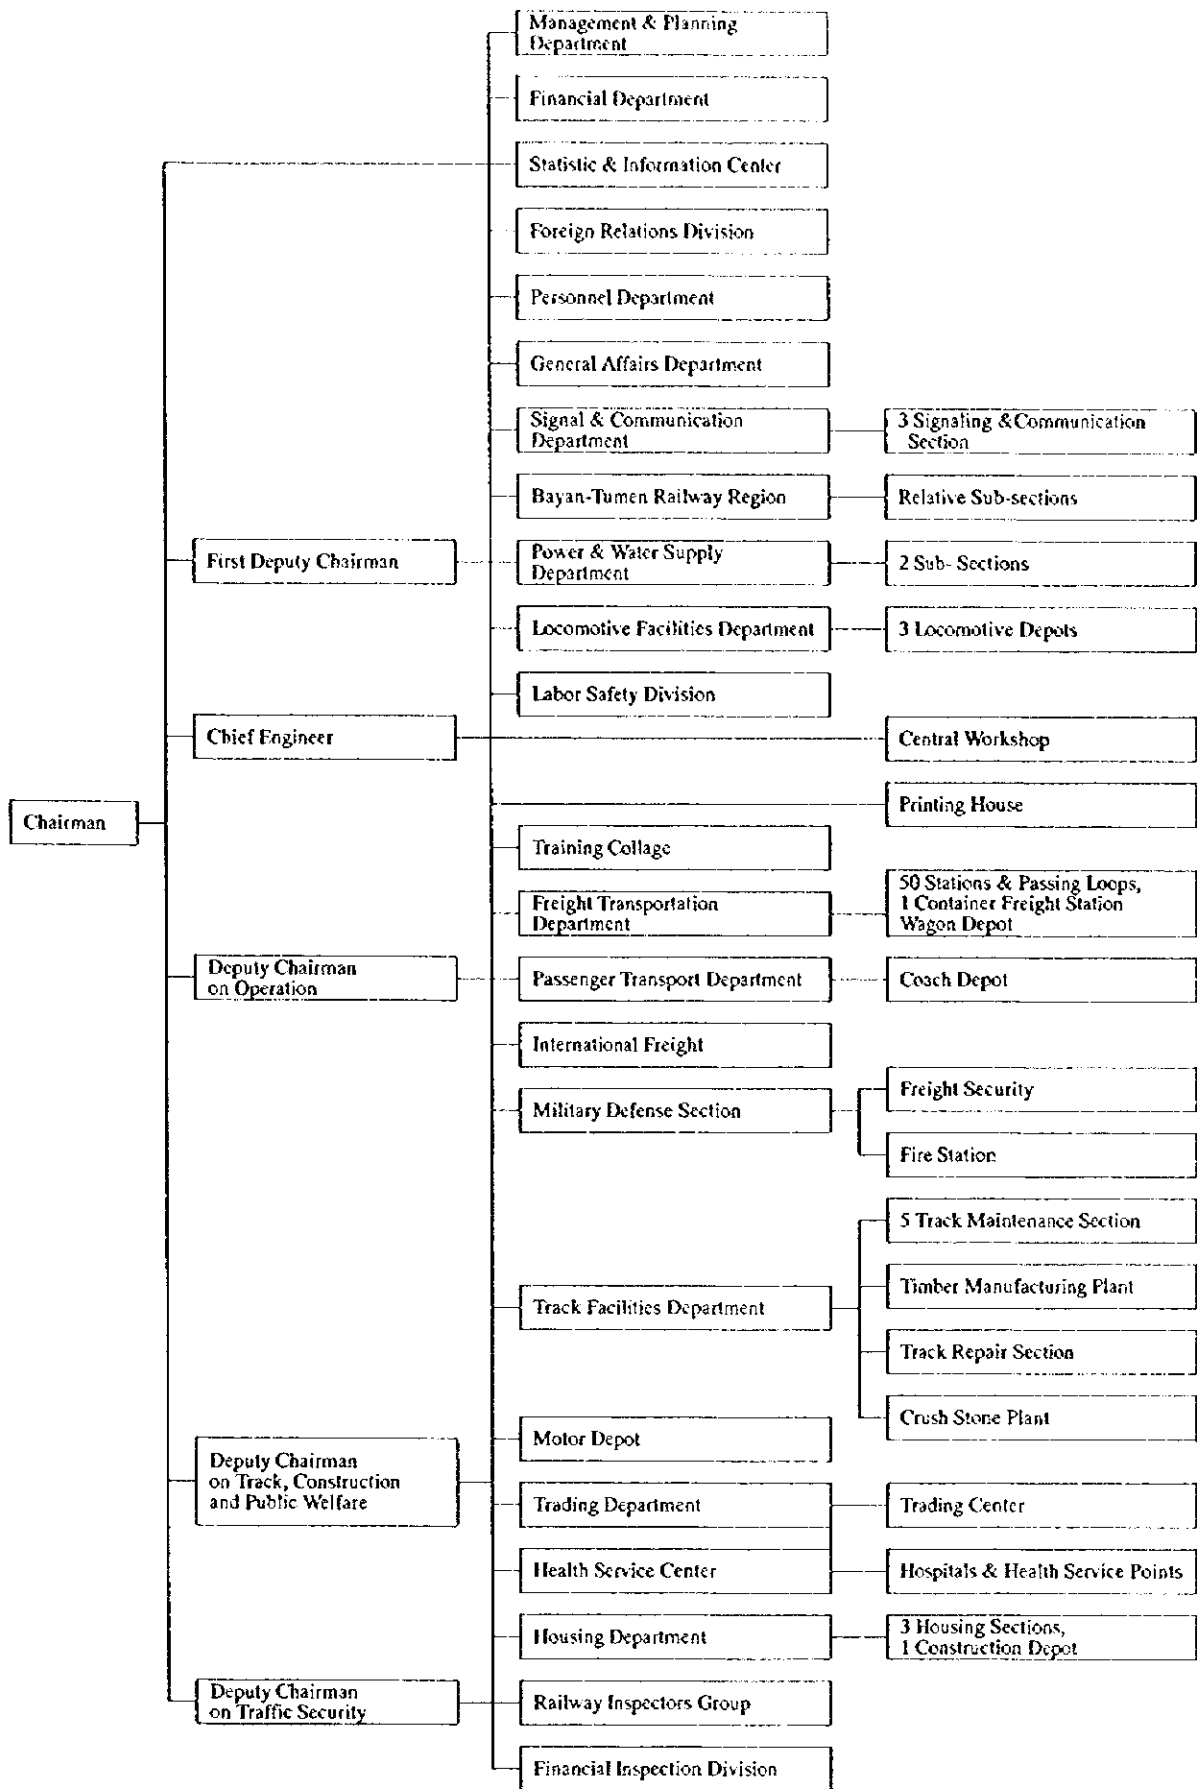 Management & Planning
Department
Financial Department
Statistic & Information Center
Foreign Relations Division
Personnel Department
General Affairs Department
Signal & Communication
Department
3 Signaling &Communication
Section
Bayan-Tumen Railway Region
Relative Sub-sections
First Deputy Chairman
Power & Water Supply
Department
2 Sub- Sections
Locomotive Facilities Department
3 Locomotive Depots
Labor Safety Division
Chief Engineer
Central Workshop
Printing House
Chairman
Training Collage
Freight Transportation
Department
50 Stations & Passing Loops,
1 Container Freight Station
Wagon Depot
Deputy Chairman
on Operation
Passenger Transport Department
Coach Depot
International Freight
Military Defense Section
Freight Security
Fire Station
5 Track Maintenance Section
Timber Manufacturing Plant
Track Facilities Department
Track Repair Section
Crush Stone Plant
Motor Depot
Deputy Chairman
on Track, Construction
and Public Welfare
Trading Department
Trading Center
Health Service Center
Hospitals & Health Service Points
Housing Department
3 Housing Sections,
1 Construction Depot
Deputy Chairman
on Traffic Security
Railway Inspectors Group
Financial Inspection Division